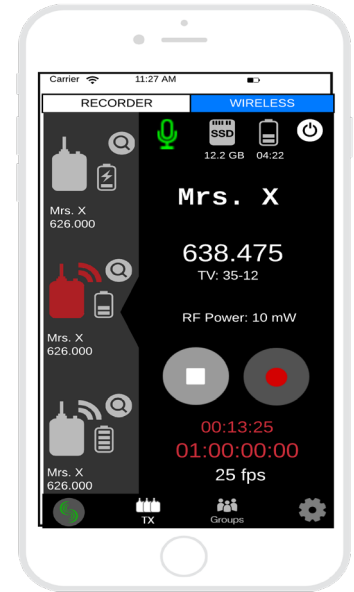 Carrier 11:27 AM
RECORDER WIRELESS
SSD
12.2 GB 04:22
Mrs. X
626.000
Mrs. X
638.475
TV: 35-12
RF Power: 10 mW
Mrs. X
626.000
00:13:25
01:00:00:00
25 fps
Mrs. X
626.000
TX Groups